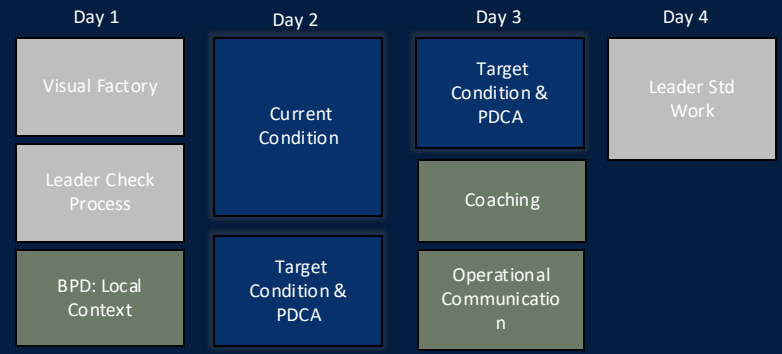 Day 1
Visual Factory
Leader Check
Process
BPD: Local
Context
Day 2
Current
Condition
Target
Condition &
PDCA
Day 3
Target
Condition &
PDCA
Coaching
Operational
Communicatio
n
Day 4
Leader Std
Work